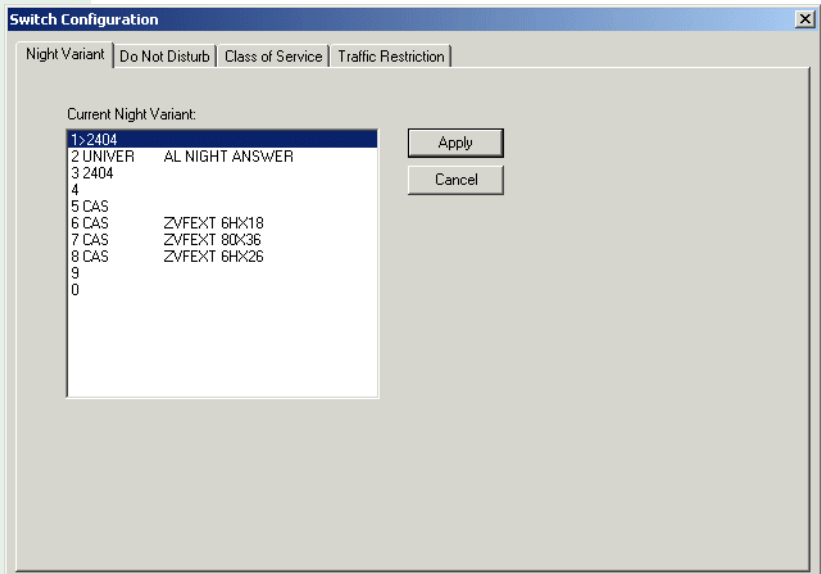 Switch Configuration
Night Variant Do Not Disturb Class of Service Traffic Restriction
Current Night Variant:
1>2404
2 UNIVER AL NIGHT ANSWER
3 2404
4
5 CAS
6 CAS ZVFEXT 6HX18
7 CAS ZVFEXT 80X36
8 CAS ZVFEXT 6HX26
9
0
Apply
Cancel